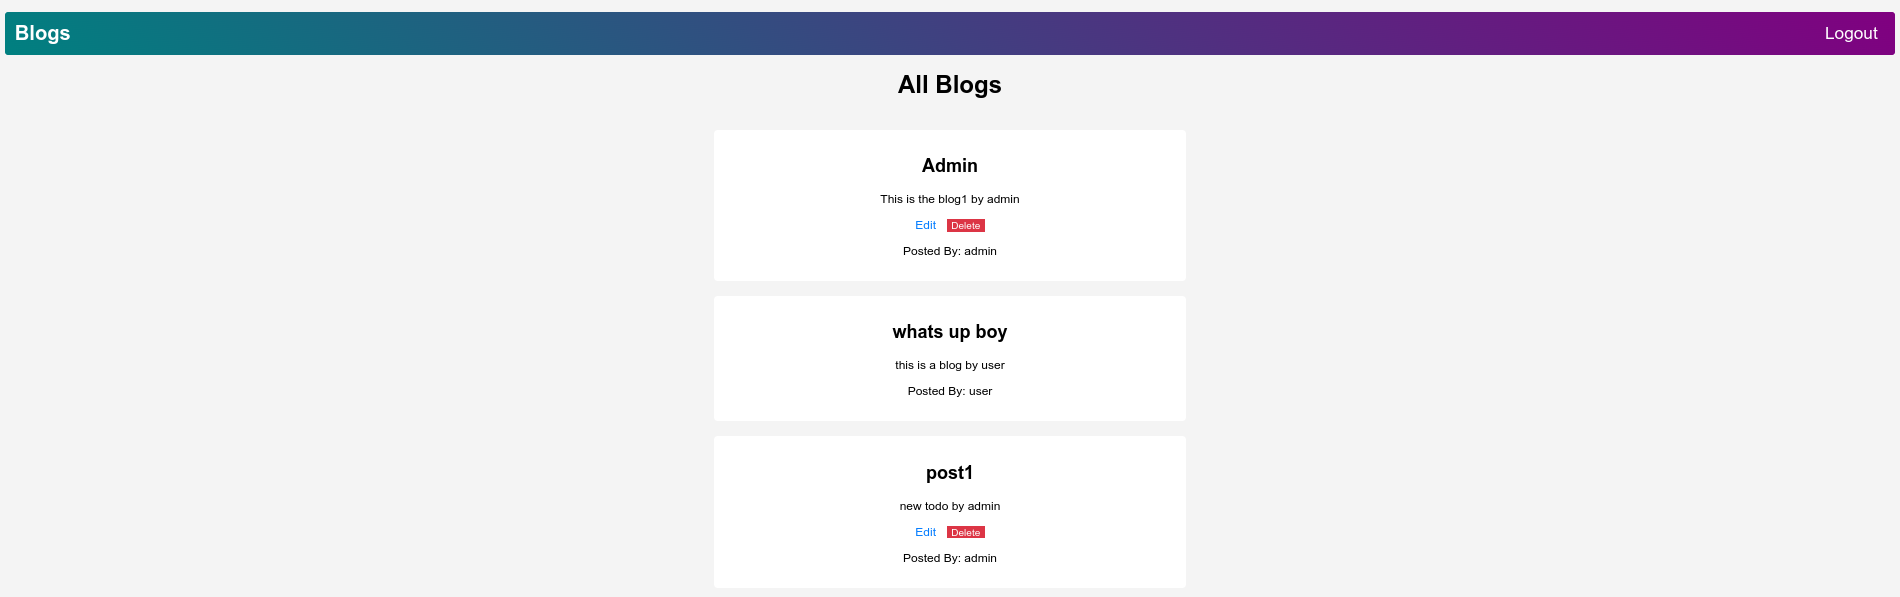 Blogs Logout
All Blogs
Admin
This is the blog1 by admin
Edit Delete
Posted By: admin
whats up boy
this is a blog by user
Posted By: user
post1
new todo by admin
Edit Delete
Posted By: admin